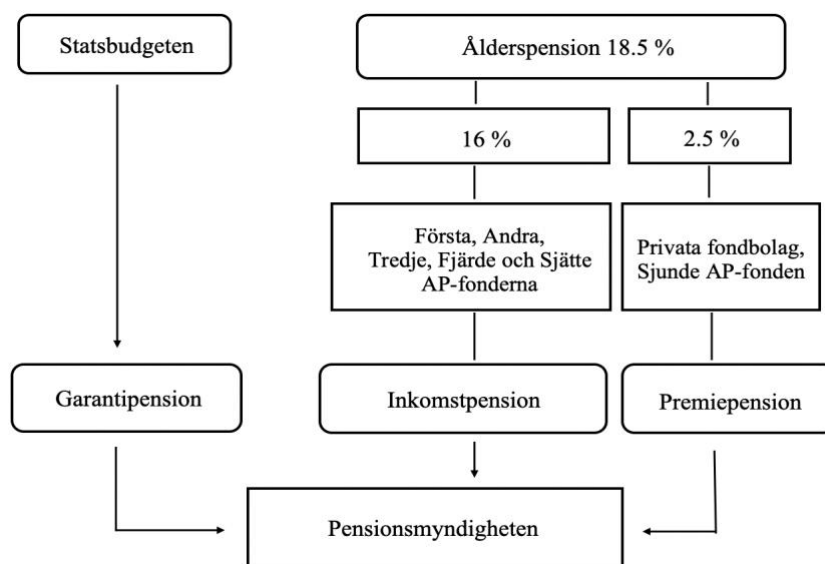 Statsbudgeten
Ålderspension 18.5 %
16 %
2.5 %
Första, Andra,
Tredje, Fjärde och Sjätte
AP-fonderna
Privata fondbolag,
Sjunde AP-fonden
Garantipension
Inkomstpension
Premiepension
Pensionsmyndigheten